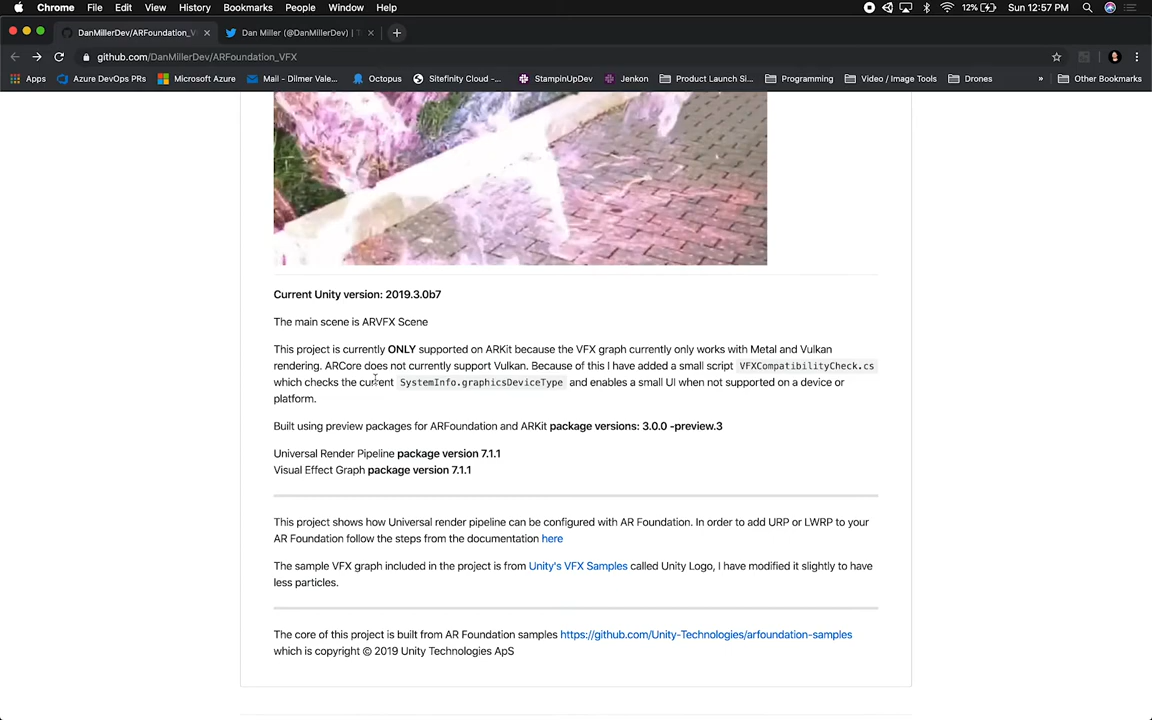 Chrome File Edit View History Bookmarks People Window Help 12% Sun 12:57 PM
DanMillerDev/ARFoundation_V Dan Miller (@DanMillerDev) | T
github.com/DanMillerDev/ARFoundation_VFX
Apps Azure DevOps PRs Microsoft Azure Mail - Dilmer Vale... Octopus Sitefinity Cloud -... StampinUpDev Jenkon Product Launch Si... Programming Video / Image Tools Drones » Other Bookmarks
Current Unity version: 2019.3.0b7
The main scene is ARVFX Scene
This project is currently ONLY supported on ARKit because the VFX graph currently only works with Metal and Vulkan
rendering. ARCore does not currently support Vulkan. Because of this I have added a small script VFXCompatibilityCheck.cs
which checks the current SystemInfo.graphicsDeviceType and enables a small UI when not supported on a device or
platform.
Built using preview packages for ARFoundation and ARKit package versions: 3.0.0 -preview.3
Universal Render Pipeline package version 7.1.1
Visual Effect Graph package version 7.1.1
This project shows how Universal render pipeline can be configured with AR Foundation. In order to add URP or LWRP to your
AR Foundation follow the steps from the documentation here
The sample VFX graph included in the project is from Unity's VFX Samples called Unity Logo, I have modified it slightly to have
less particles.
The core of this project is built from AR Foundation samples https://github.com/Unity-Technologies/arfoundation-samples
which is copyright © 2019 Unity Technologies ApS